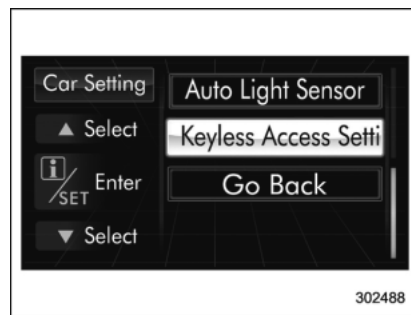 Car Setting
▲ Select
i/SET Enter
▼ Select
Auto Light Sensor
Keyless Access Setti
Go Back
302488